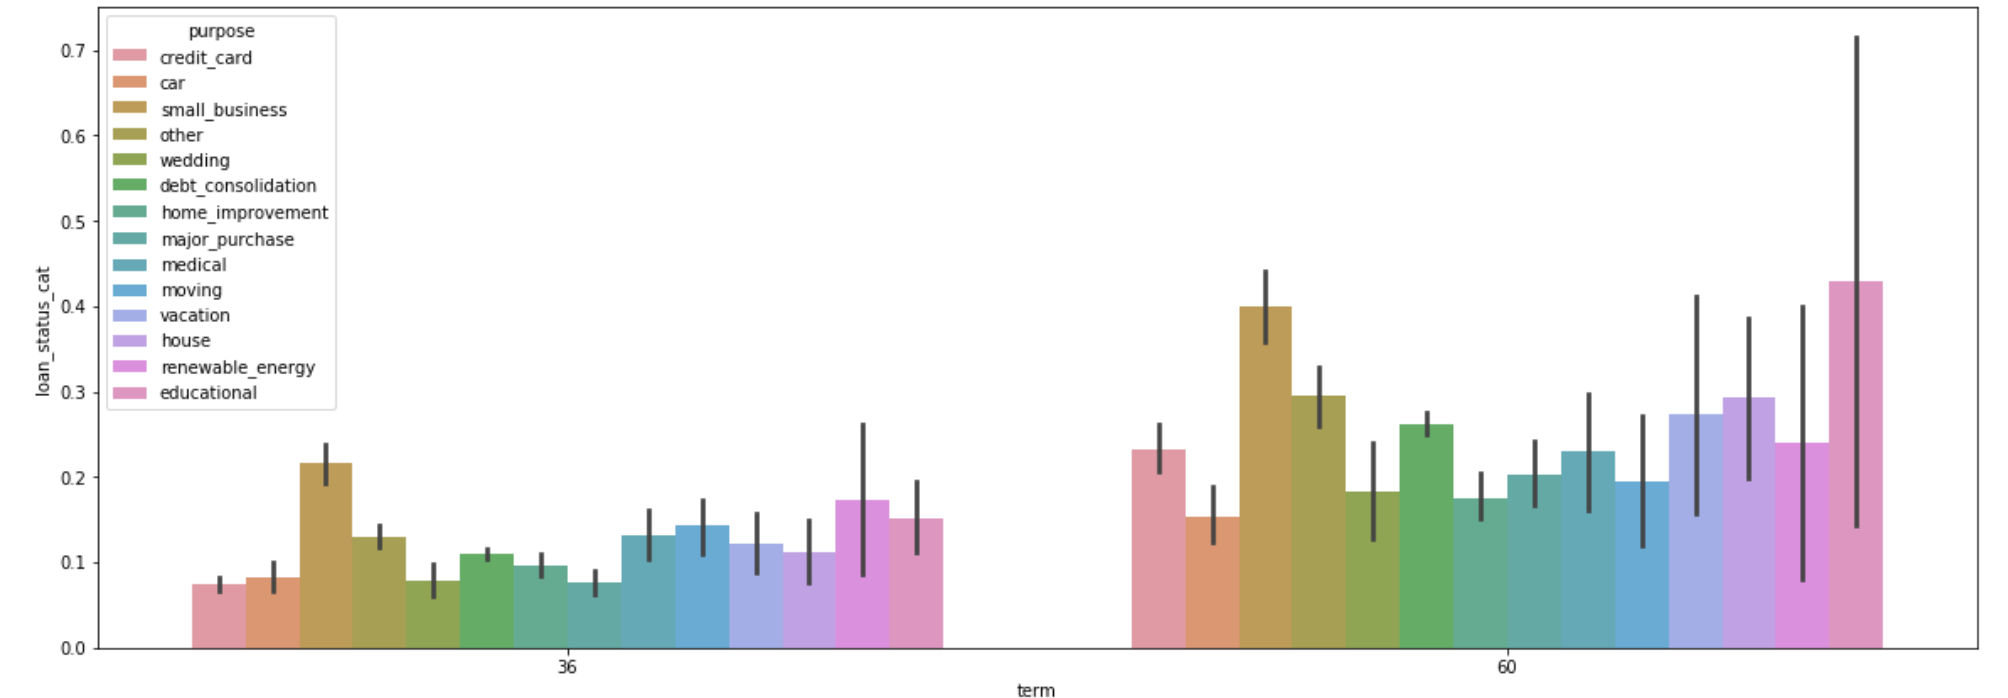 purpose
credit_card
car
small_business
other
wedding
debt_consolidation
home_improvement
major_purchase
medical
moving
vacation
house
renewable_energy
educational
loan_status_cat
0.7
0.6
0.5
0.4
0.3
0.2
0.1
0.0
36
60
term